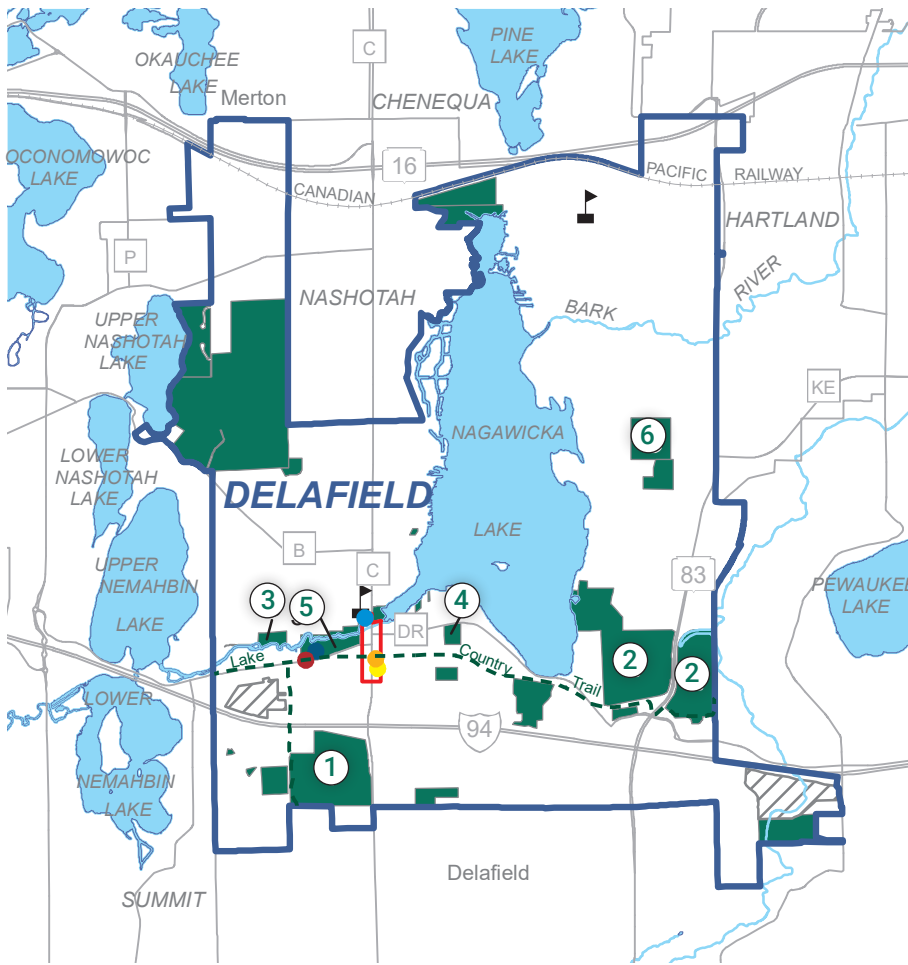 C
PINE
LAKE
OKAUCHEE
LAKE
Merton
CHENEQUA
OCONOMOWOC
LAKE
16
CANADIAN
PACIFIC
RAILWAY
HARTLAND
P
NASHOTAH
RIVER
BARK
UPPER
NASHOTAH
LAKE
KE
NAGAWICKA
6
LOWER
NASHOTAH
LAKE
DELAFIELD
LAKE
B
C
83
UPPER
NEMAHBIN
LAKE
PEWAUKEE
LAKE
3
5
4
DR
Lake
Country
Trail
2
2
LOWER
94
NEMAHBIN
LAKE
1
Delafield
SUMMIT